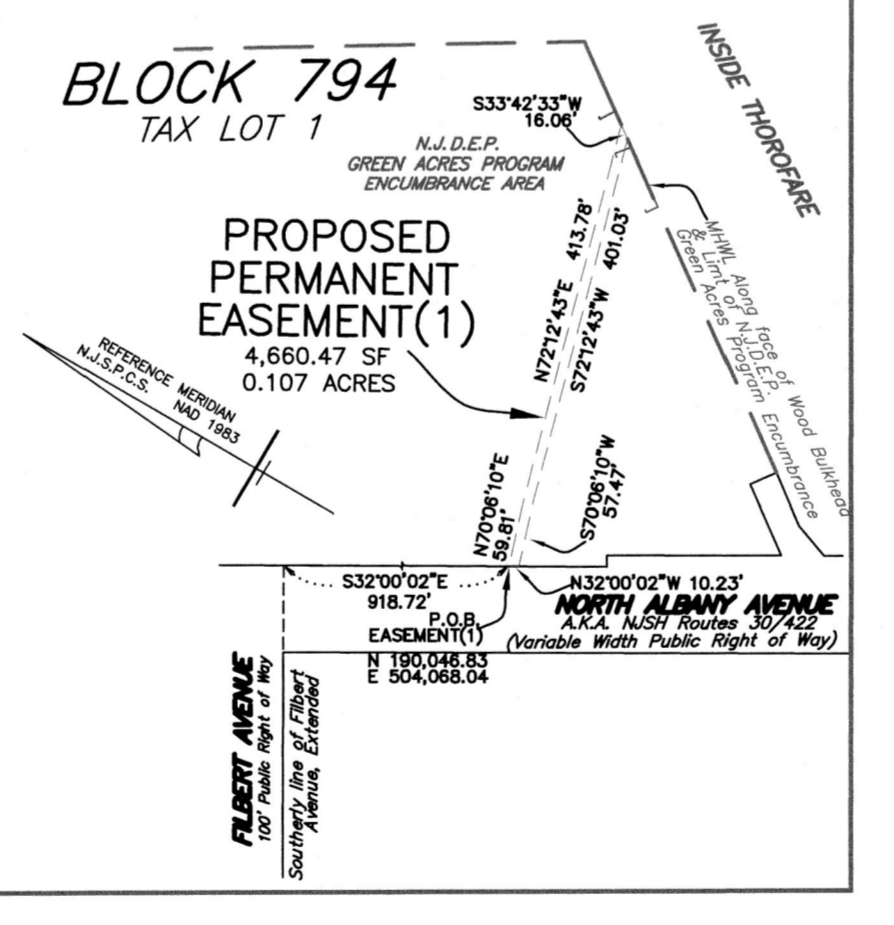 BLOCK 794
TAX LOT 1
INSIDE THOROFARE
S33°42'33"W
16.06'
N.J.D.E.P.
GREEN ACRES PROGRAM
ENCUMBRANCE AREA
PROPOSED
PERMANENT
EASEMENT(1)
4,660.47 SF
0.107 ACRES
N72°12'43"E 413.78'
S72°12'43"W 401.03'
MHWL Along face of Wood Bulkhead
& Limt of N.J.D.E.P.
Green Acres Program Encumbrance
REFERENCE MERIDIAN
N.J.S.P.C.S. NAD 1983
N70°06'10"E
59.81'
S70°06'10"W
57.47'
S32°00'02"E
918.72'
N32°00'02"W 10.23'
P.O.B.
EASEMENT(1)
N 190,046.83
E 504,068.04
NORTH ALBANY AVENUE
A.K.A. NJSH Routes 30/422
(Variable Width Public Right of Way)
FILBERT AVENUE
100' Public Right of Way
Southerly line of Filbert
Avenue, Extended